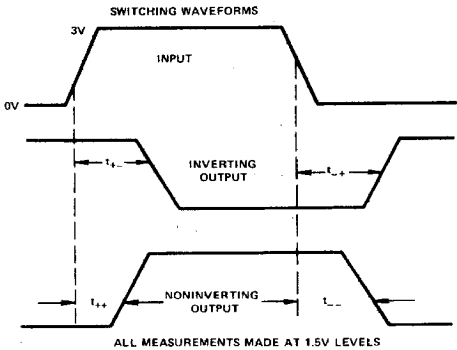 SWITCHING WAVEFORMS
3V
INPUT
0V
t+–
INVERTING
OUTPUT
t–+
t++
NONINVERTING
OUTPUT
t––
ALL MEASUREMENTS MADE AT 1.5V LEVELS